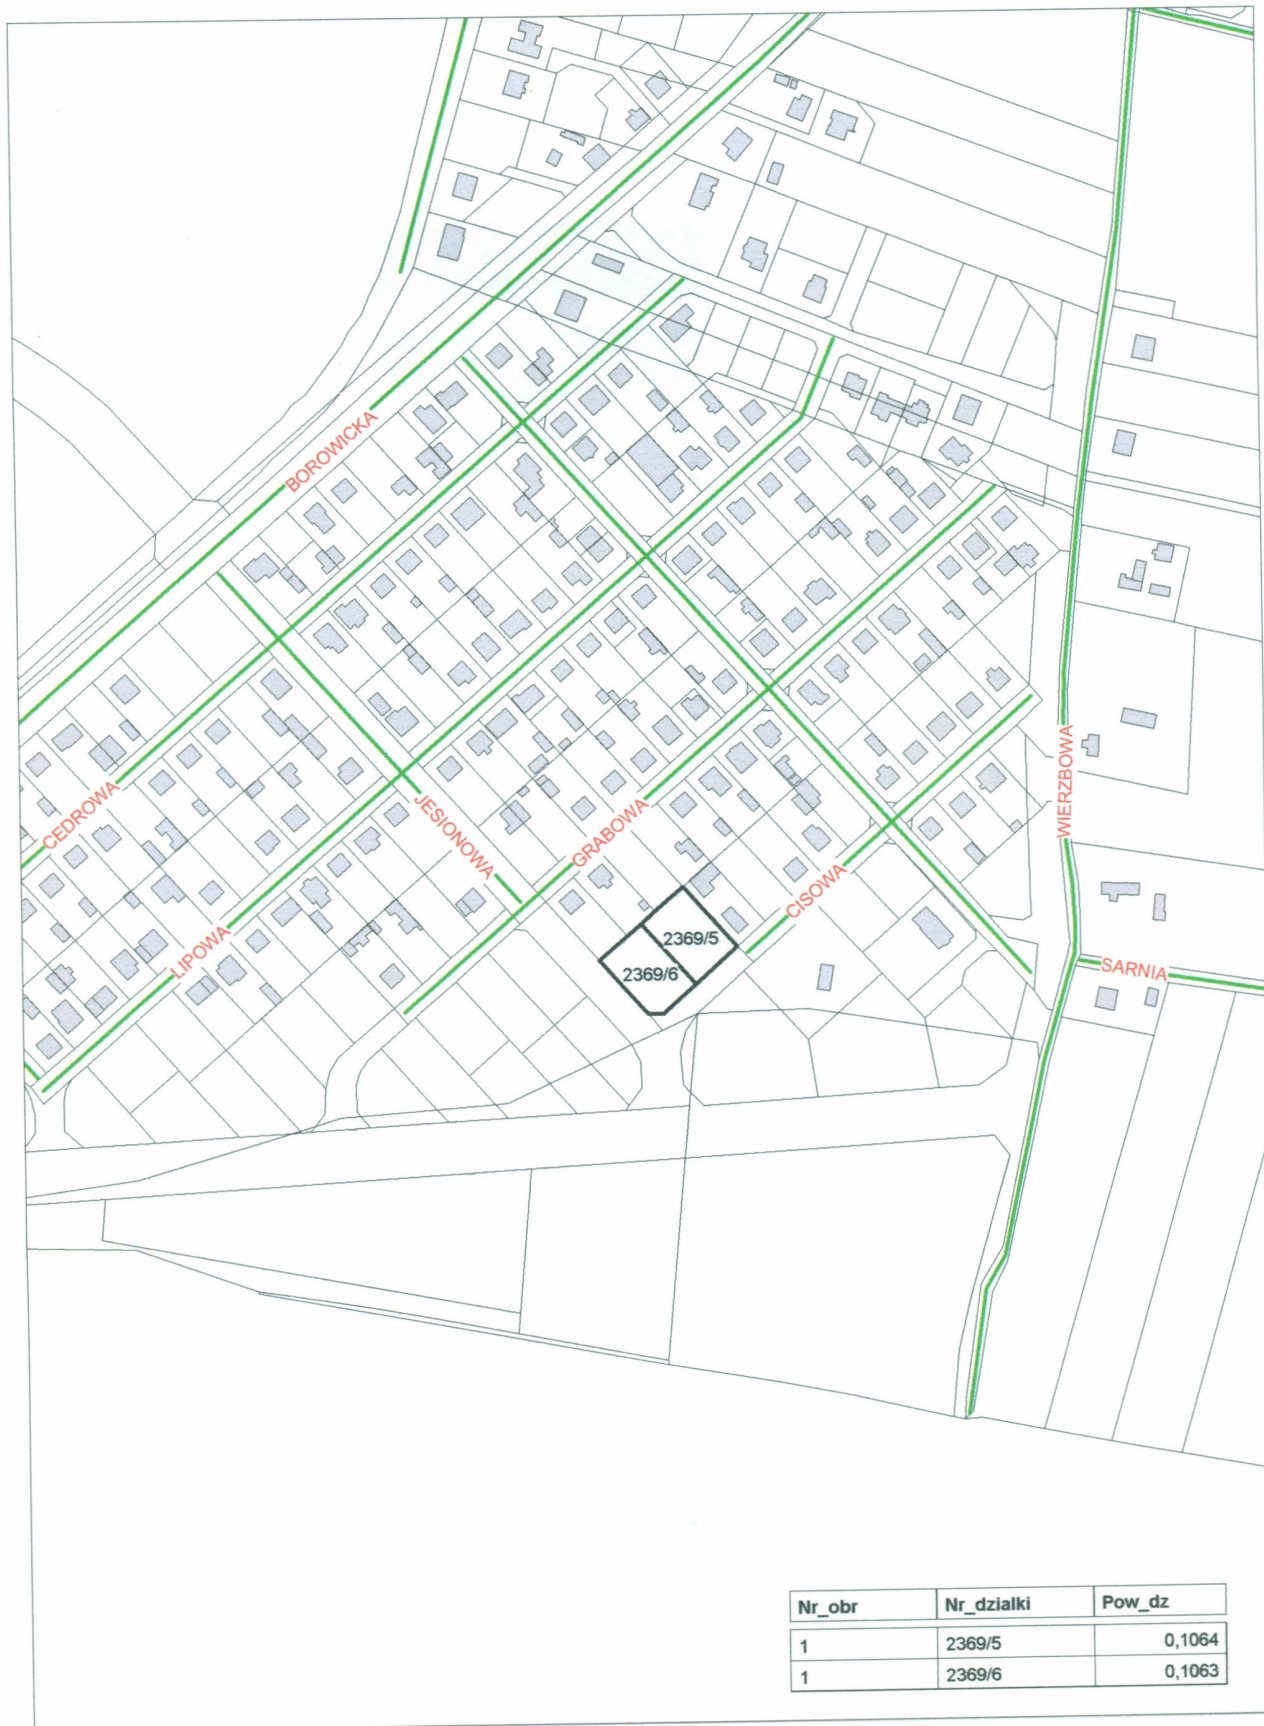 BOROWICKA
CEDROWA
JESIONOWA
GRABOWA
WIERZBOWA
CISOWA
LIPOWA
2369/5
2369/6
SARNIA
Nr_obr Nr_dzialki Pow_dz
1 2369/5 0,1064
1 2369/6 0,1063